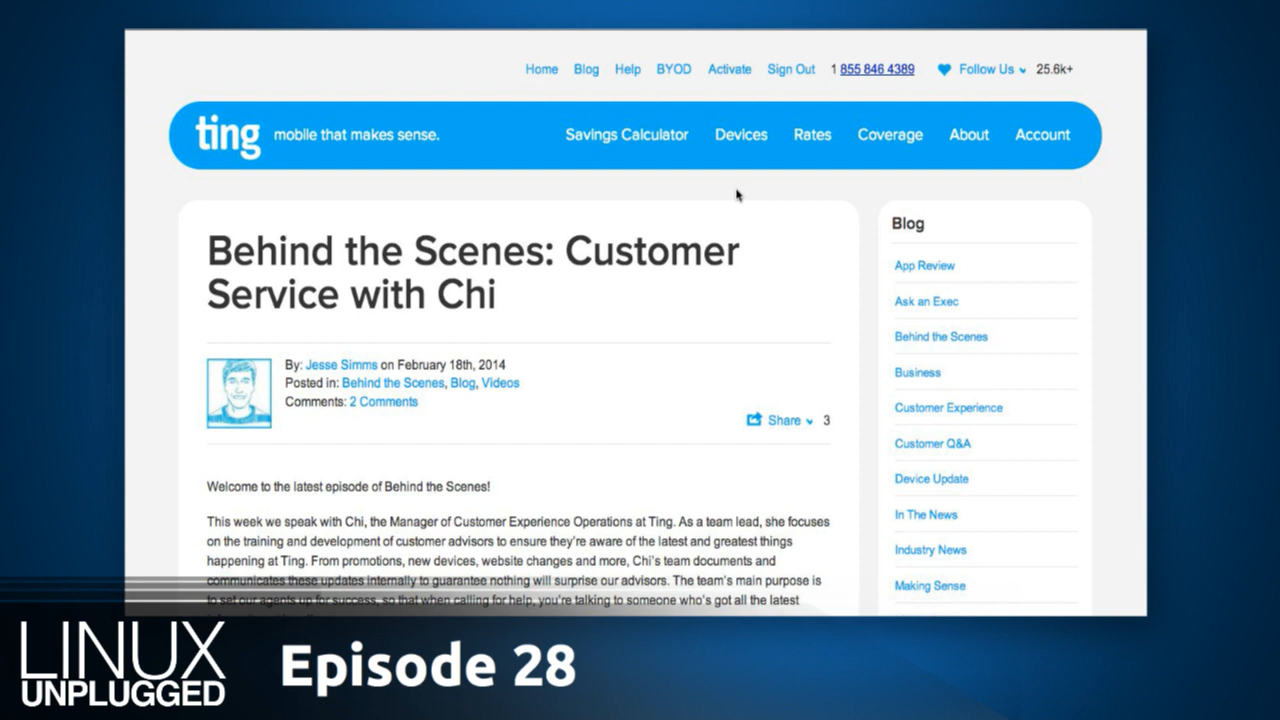 Home Blog Help BYOD Activate Sign Out 1 855 846 4389 Follow Us 25.6k+
ting mobile that makes sense. Savings Calculator Devices Rates Coverage About Account
Behind the Scenes: Customer
Service with Chi
By: Jesse Simms on February 18th, 2014
Posted in: Behind the Scenes, Blog, Videos
Comments: 2 Comments
Share 3
Welcome to the latest episode of Behind the Scenes!
This week we speak with Chi, the Manager of Customer Experience Operations at Ting. As a team lead, she focuses
on the training and development of customer advisors to ensure they're aware of the latest and greatest things
happening at Ting. From promotions, new devices, website changes and more, Chi's team documents and
communicates these updates internally to guarantee nothing will surprise our advisors. The team's main purpose is
to set our agents up for success, so that when calling for help, you're talking to someone who's got all the latest
Blog
App Review
Ask an Exec
Behind the Scenes
Business
Customer Experience
Customer Q&A
Device Update
In The News
Industry News
Making Sense
LINUX
UNPLUGGED
Episode 28